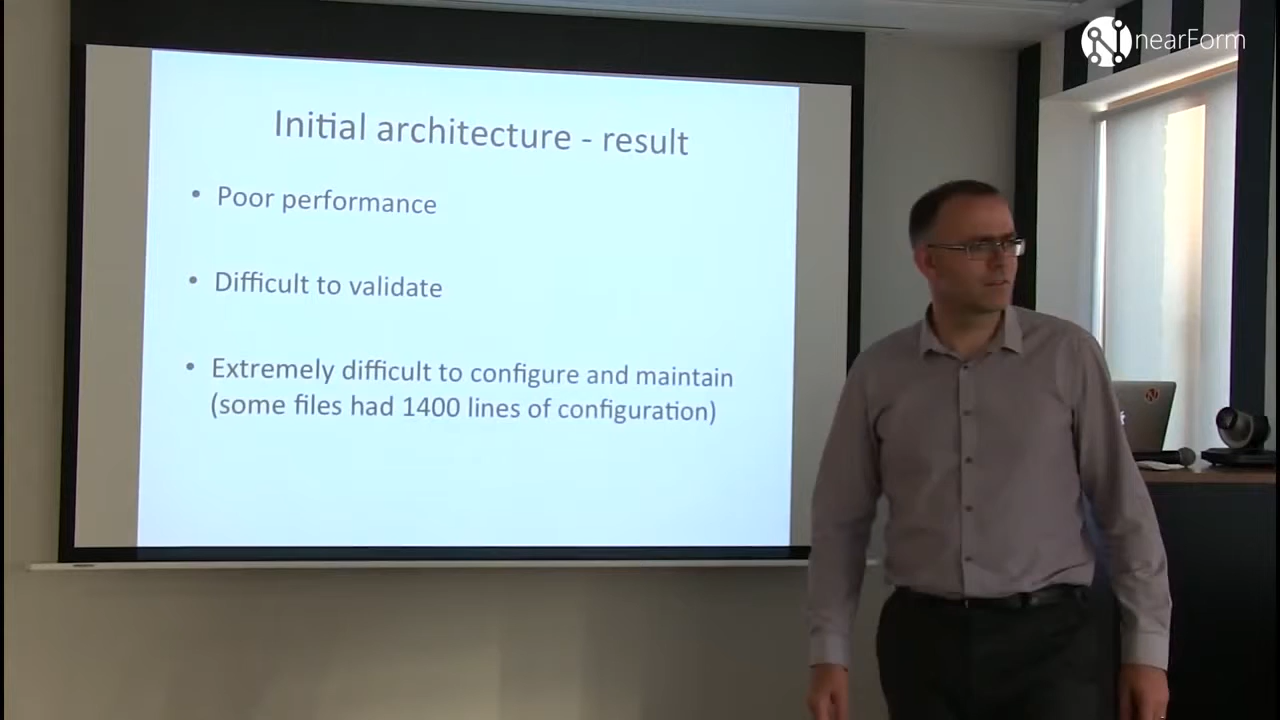 nearForm
Initial architecture - result
• Poor performance
• Difficult to validate
• Extremely difficult to configure and maintain
(some files had 1400 lines of configuration)